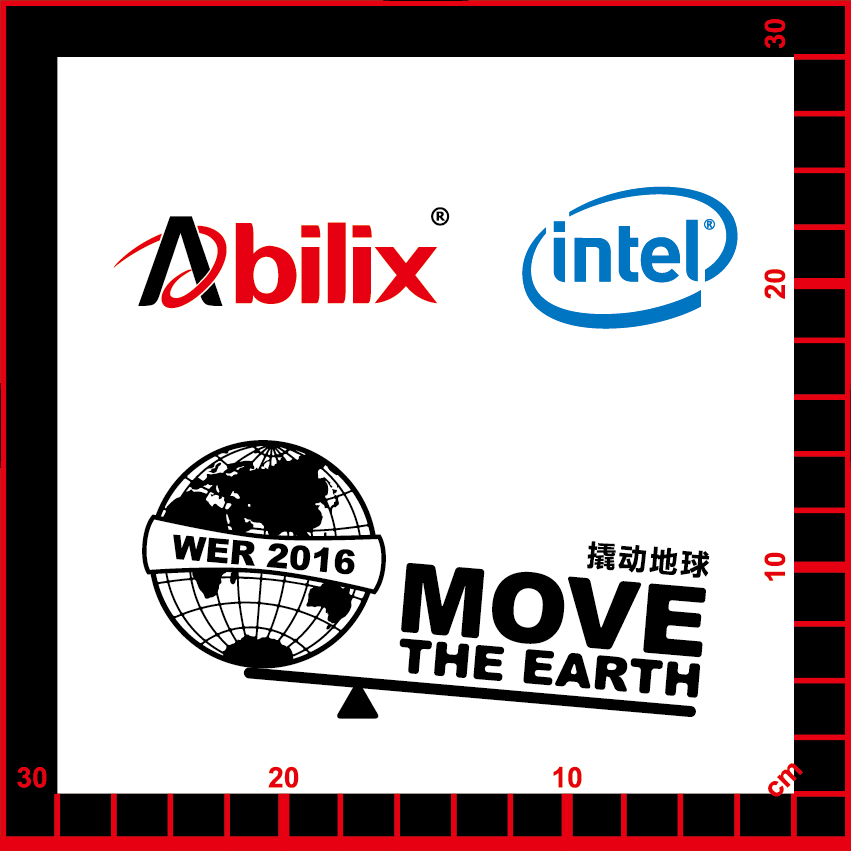 30
Abilix®
intel®
20
WER 2016
撬动地球
10
MOVE
THE EARTH
30
20
10
cm